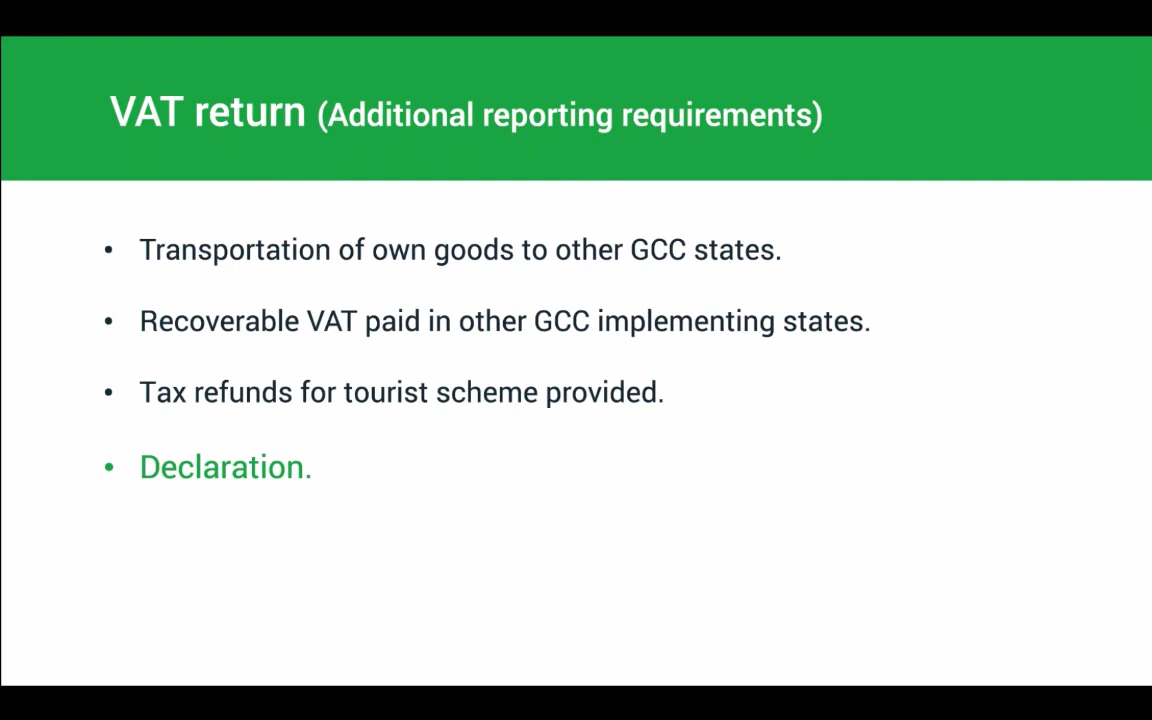 VAT return (Additional reporting requirements)
• Transportation of own goods to other GCC states.
• Recoverable VAT paid in other GCC implementing states.
• Tax refunds for tourist scheme provided.
• Declaration.